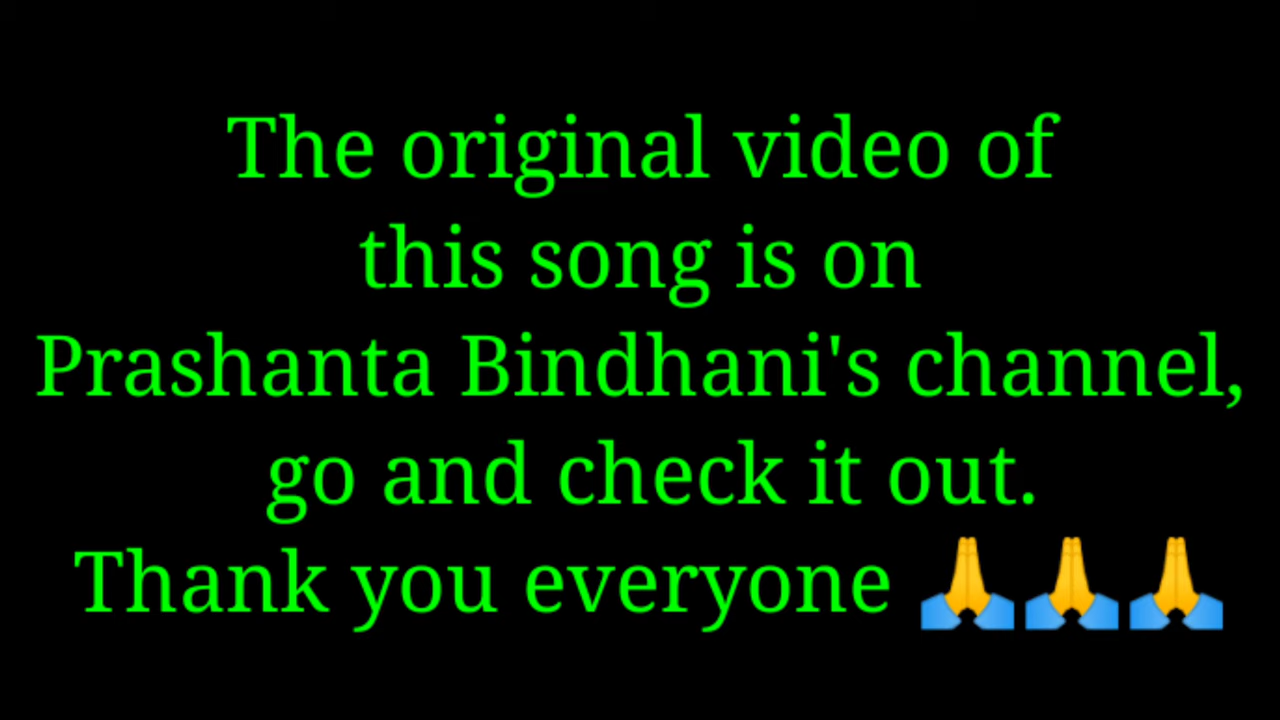 The original video of
this song is on
Prashanta Bindhani's channel,
go and check it out.
Thank you everyone 🙏🙏🙏